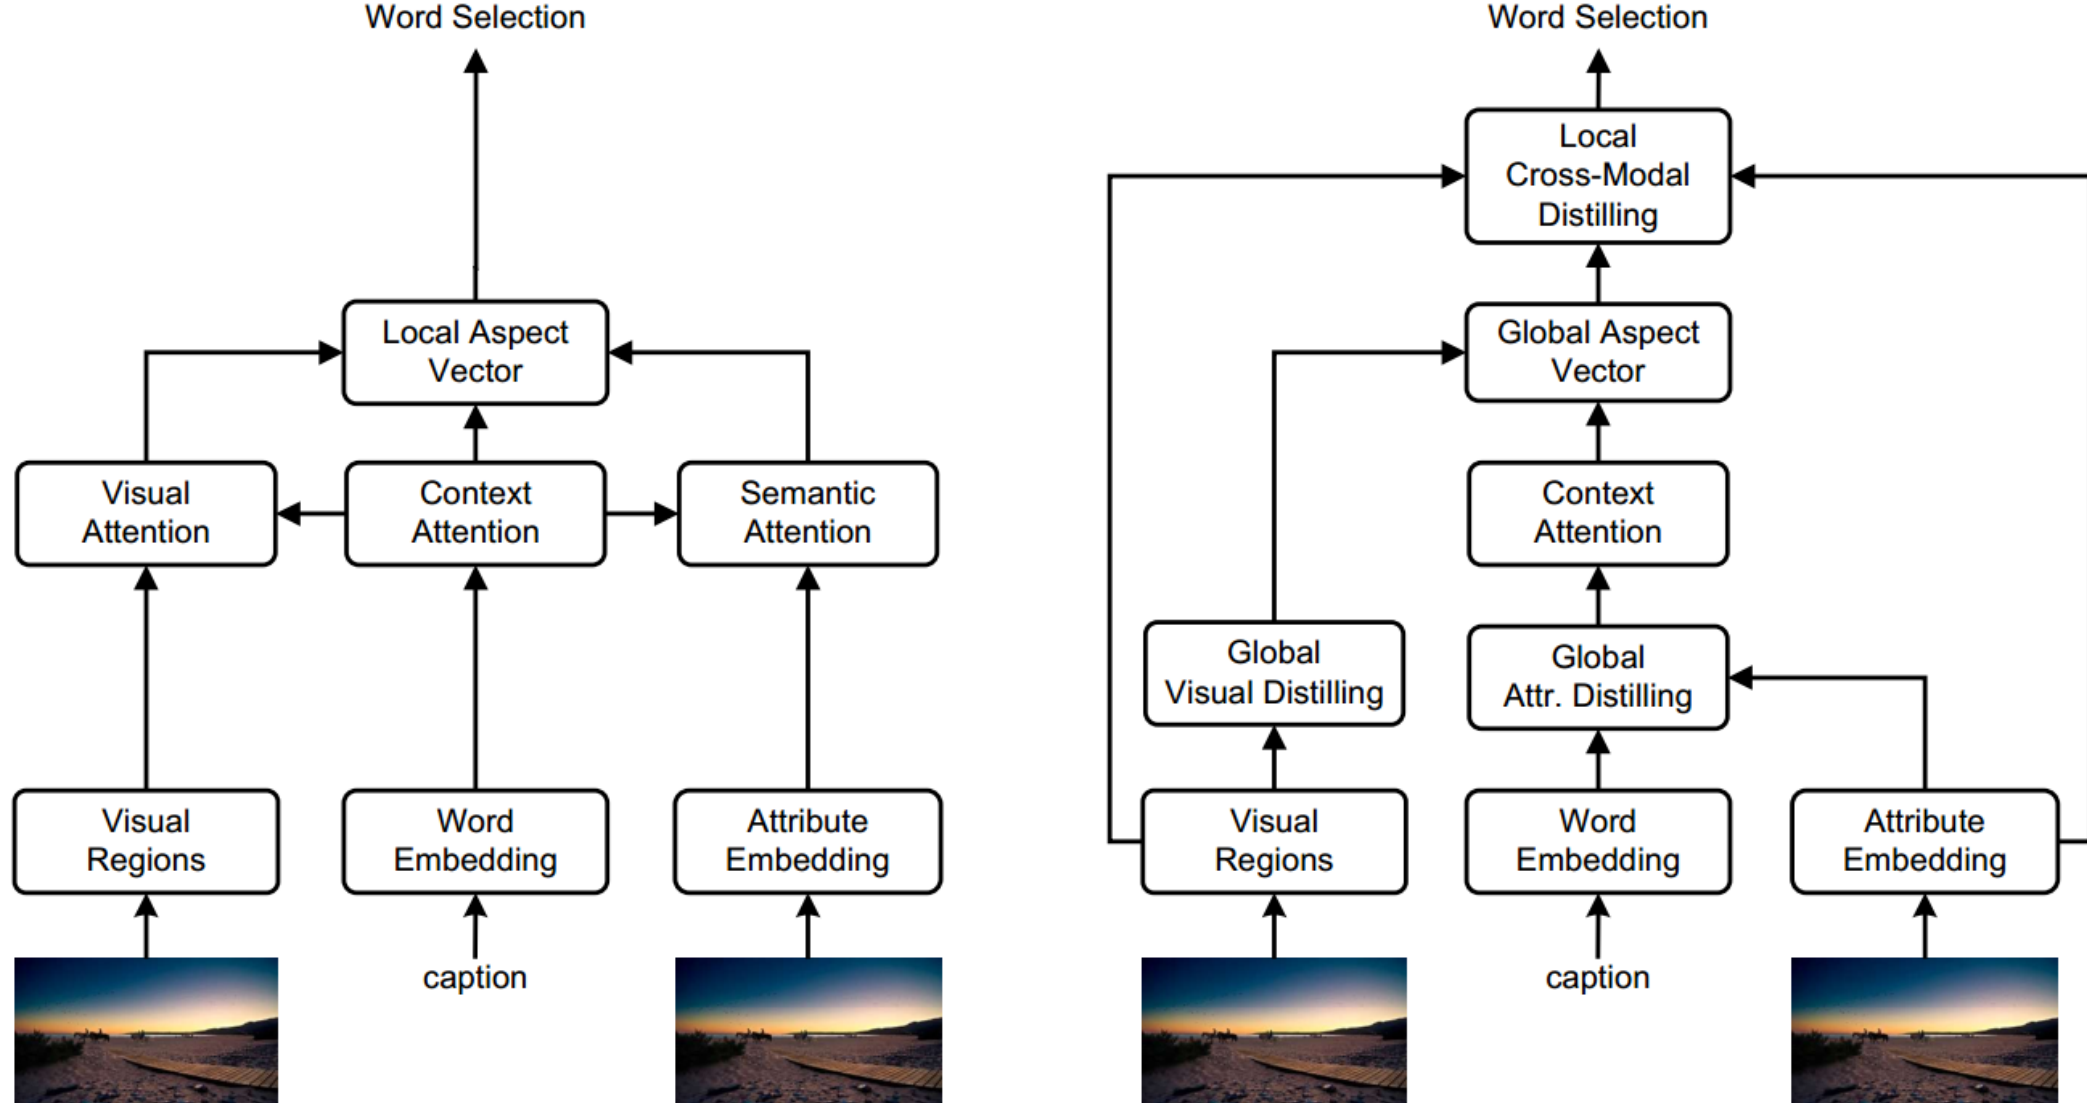 Word Selection
Local Aspect
Vector
Visual
Attention
Context
Attention
Semantic
Attention
Visual
Regions
Word
Embedding
Attribute
Embedding
caption
Word Selection
Local
Cross-Modal
Distilling
Global Aspect
Vector
Context
Attention
Global
Visual Distilling
Global
Attr. Distilling
Visual
Regions
Word
Embedding
Attribute
Embedding
caption